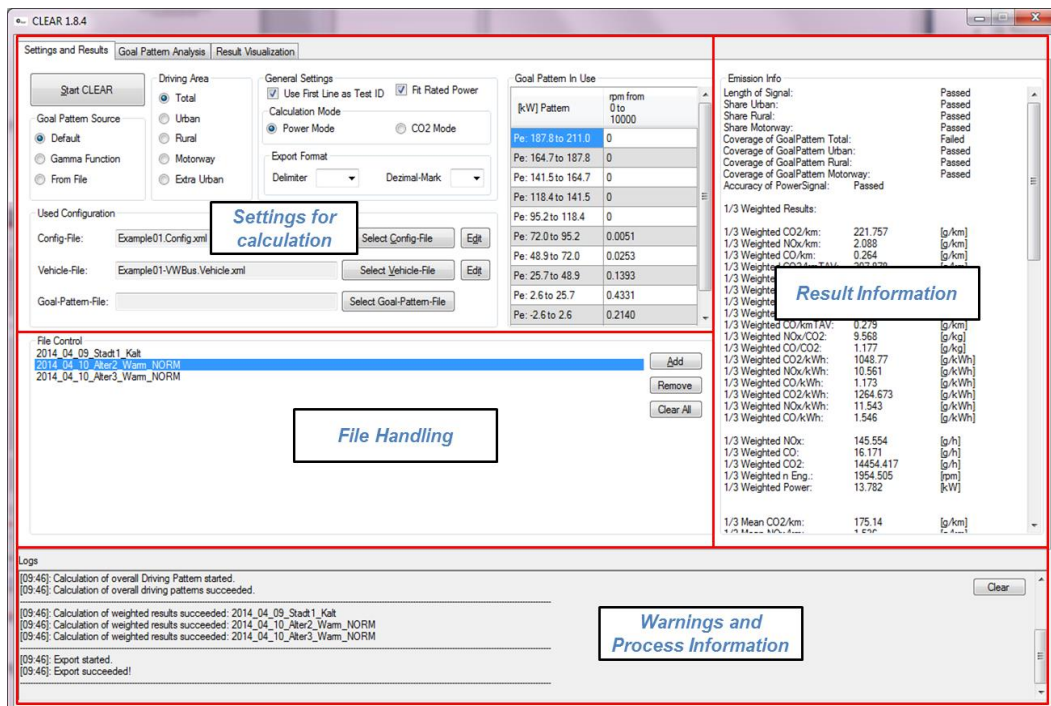 CLEAR 1.8.4
Settings and Results
Goal Pattern Analysis
Result Visualization
Start CLEAR
Goal Pattern Source
Default
Gamma Function
From File
Driving Area
Total
Urban
Rural
Motorway
Extra Urban
General Settings
Use First Line as Test ID
Fit Rated Power
Calculation Mode
Power Mode
CO2 Mode
Export Format
Delimiter
Dezimal-Mark
Used Configuration
Config-File:
Example01.Config.xml
Select Config-File
Edit
Vehicle-File:
Example01-VWBus.Vehicle.xml
Select Vehicle-File
Edit
Goal-Pattern-File:
Select Goal-Pattern-File
Settings for
calculation
Goal Pattern In Use
[kW] Pattern
rpm from
0 to
10000
Pe: 187.8 to 211.0 0
Pe: 164.7 to 187.8 0
Pe: 141.5 to 164.7 0
Pe: 118.4 to 141.5 0
Pe: 95.2 to 118.4 0
Pe: 72.0 to 95.2 0.0051
Pe: 48.9 to 72.0 0.0253
Pe: 25.7 to 48.9 0.1393
Pe: 2.6 to 25.7 0.4331
Pe: -2.6 to 2.6 0.2140
Emission Info
Length of Signal: Passed
Share Urban: Passed
Share Rural: Passed
Share Motorway: Passed
Coverage of GoalPattern Total: Failed
Coverage of GoalPattern Urban: Passed
Coverage of GoalPattern Rural: Passed
Coverage of GoalPattern Motorway: Passed
Accuracy of PowerSignal: Passed
1/3 Weighted Results:
1/3 Weighted CO2/km: 221.757 [g/km]
1/3 Weighted NOx/km: 2.088 [g/km]
1/3 Weighted CO/km: 0.264 [g/km]
1/3 Weighted
1/3 Weighted
1/3 Weighted
1/3 Weighted
1/3 Weighted
1/3 Weighted CO/kmTAV: 0.279 [g/km]
1/3 Weighted NOx/CO2: 9.568 [g/kg]
1/3 Weighted CO/CO2: 1.177 [g/kg]
1/3 Weighted CO2/kWh: 1048.77 [g/kWh]
1/3 Weighted NOx/kWh: 10.561 [g/kWh]
1/3 Weighted CO/kWh: 1.173 [g/kWh]
1/3 Weighted CO2/kWh: 1264.673 [g/kWh]
1/3 Weighted NOx/kWh: 11.543 [g/kWh]
1/3 Weighted CO/kWh: 1.546 [g/kWh]
1/3 Weighted NOx: 145.554 [g/h]
1/3 Weighted CO: 16.171 [g/h]
1/3 Weighted CO2: 14454.417 [g/h]
1/3 Weighted n Eng.: 1954.505 [rpm]
1/3 Weighted Power: 13.782 [kW]
1/3 Mean CO2/km: 175.14 [g/km]
Result Information
File Control
2014_04_09_Stadt1_Kalt
2014_04_10_Alter2_Warm_NORM
2014_04_10_Alter3_Warm_NORM
Add
Remove
Clear All
File Handling
Logs
[09:46]: Calculation of overall Driving Pattern started.
[09:46]: Calculation of overall driving patterns succeeded.
[09:46]: Calculation of weighted results succeeded: 2014_04_09_Stadt1_Kalt
[09:46]: Calculation of weighted results succeeded: 2014_04_10_Alter2_Warm_NORM
[09:46]: Calculation of weighted results succeeded: 2014_04_10_Alter3_Warm_NORM
[09:46]: Export started.
[09:46]: Export succeeded!
Clear
Warnings and
Process Information